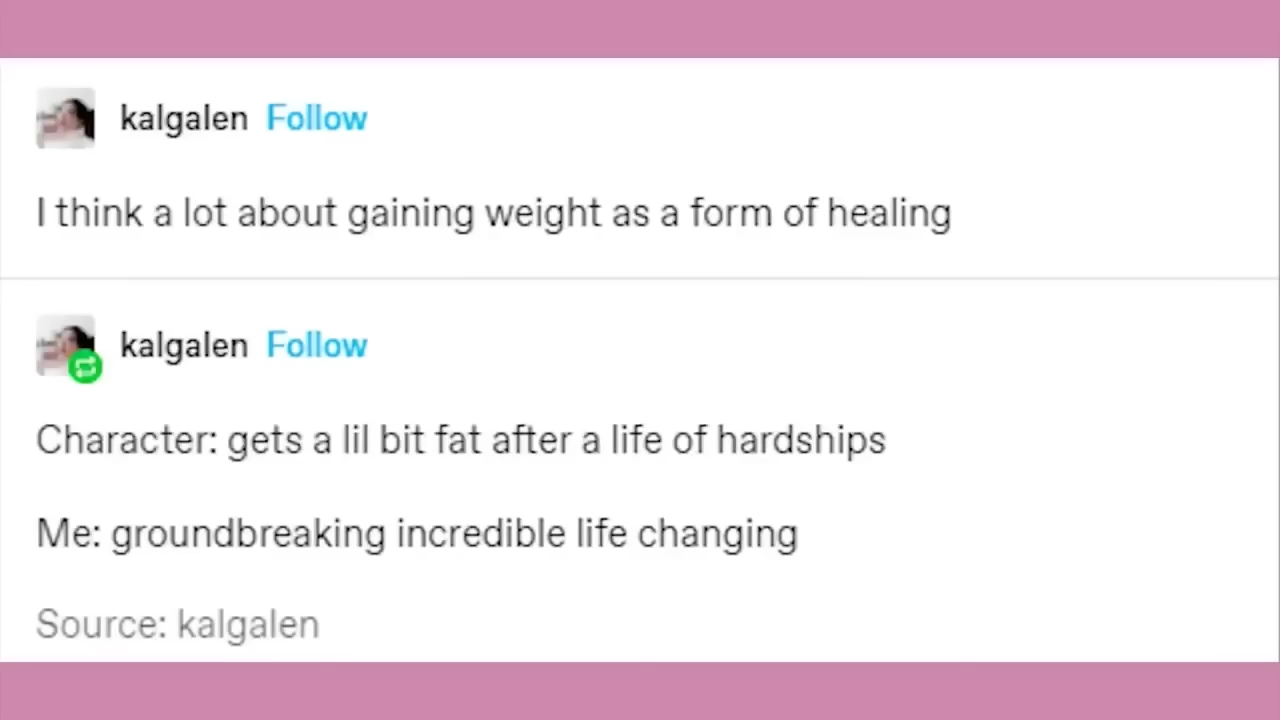 kalgalen Follow
I think a lot about gaining weight as a form of healing
kalgalen Follow
Character: gets a lil bit fat after a life of hardships
Me: groundbreaking incredible life changing
Source: kalgalen